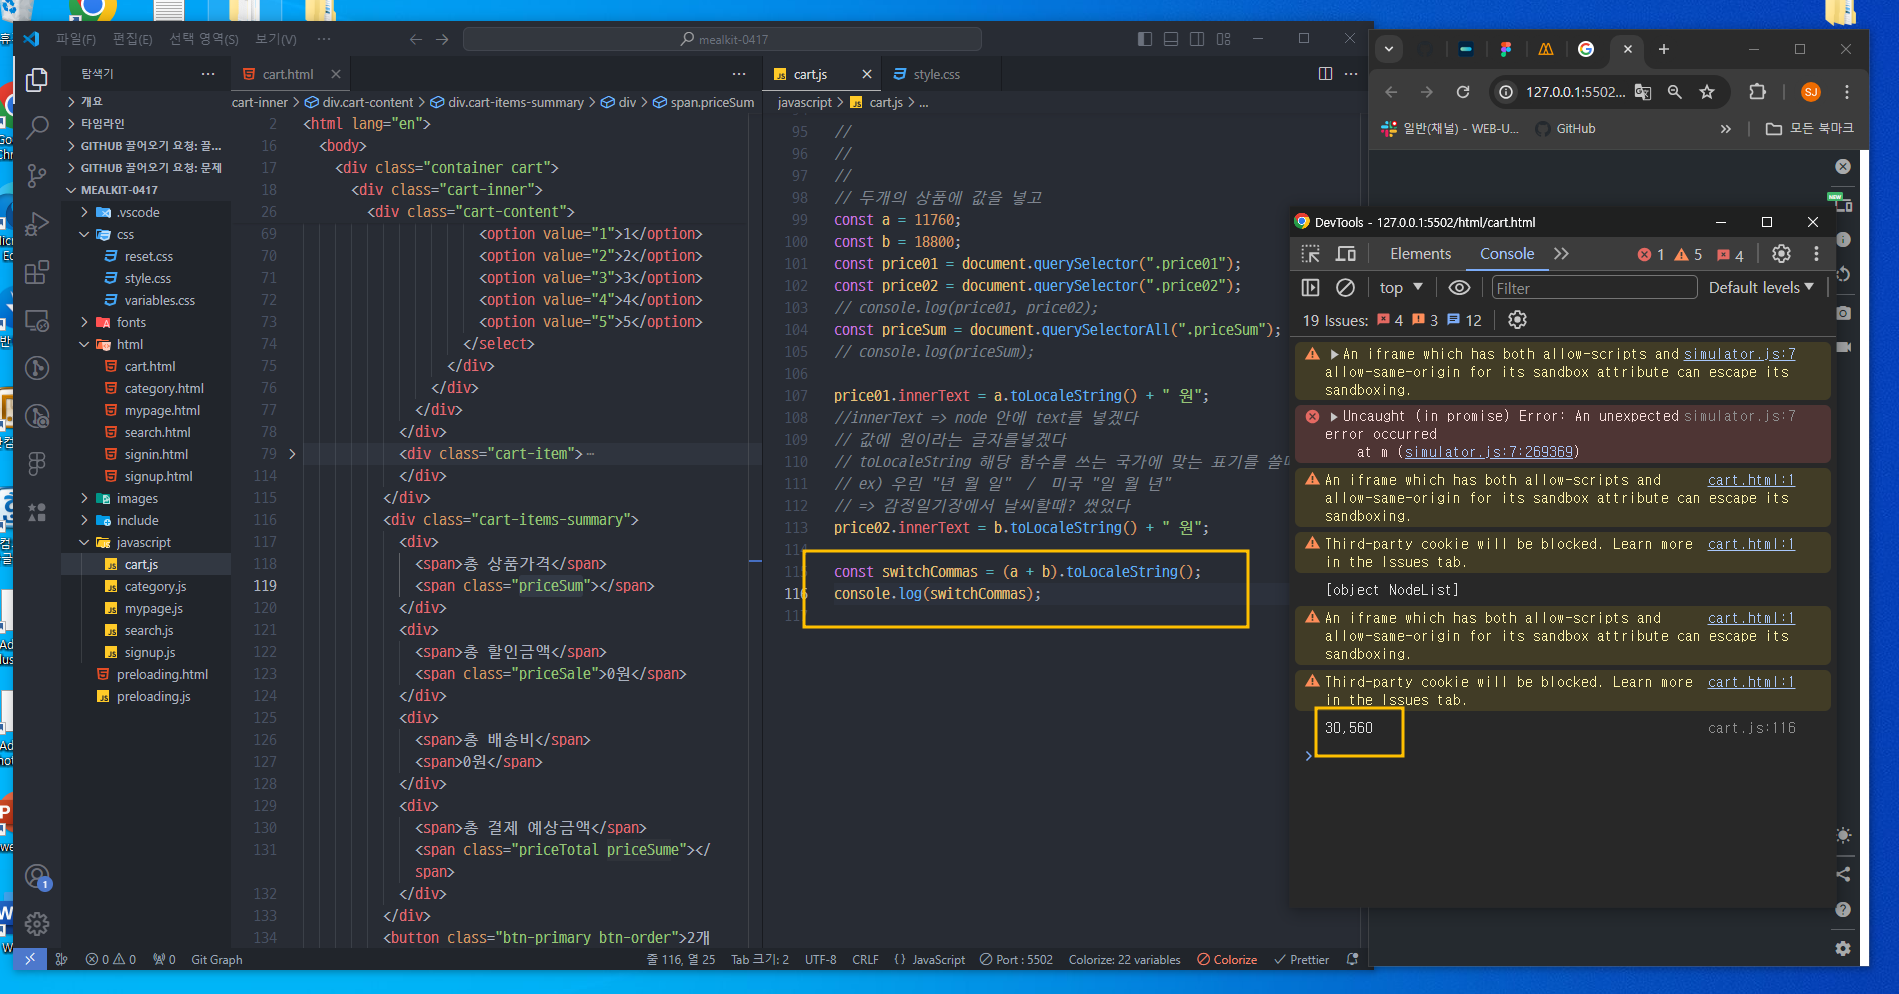 파일(F) 편집(E) 선택 영역(S) 보기(V) ···
mealkit-0417
탐색기
개요
타임라인
GITHUB 끌어오기 요청: 끌...
GITHUB 끌어오기 요청: 문제
MEALKIT-0417
.vscode
css
reset.css
style.css
variables.css
fonts
html
cart.html
category.html
mypage.html
search.html
signin.html
signup.html
images
include
javascript
cart.js
category.js
mypage.js
search.js
signup.js
preloading.html
preloading.js
cart.html
cart-inner > div.cart-content > div.cart-items-summary > div > span.priceSum
2 <html lang="en">
16 <body>
17 <div class="container cart">
18 <div class="cart-inner">
26 <div class="cart-content">
69 <option value="1">1</option>
70 <option value="2">2</option>
71 <option value="3">3</option>
72 <option value="4">4</option>
73 <option value="5">5</option>
74 </select>
75 </div>
76 </div>
77 </div>
78 </div>
79 <div class="cart-item">···
114 </div>
115 </div>
116 <div class="cart-items-summary">
117 <div>
118 <span>총 상품가격</span>
119 <span class="priceSum"></span>
120 </div>
121 <div>
122 <span>총 할인금액</span>
123 <span class="priceSale">0원</span>
124 </div>
125 <div>
126 <span>총 배송비</span>
127 <span>0원</span>
128 </div>
129 <div>
130 <span>총 결제 예상금액</span>
131 <span class="priceTotal priceSume"></
span>
132 </div>
133 </div>
134 <button class="btn-primary btn-order">2개
cart.js
style.css
javascript > cart.js > ...
95 //
96 //
97 //
98 // 두개의 상품에 값을 넣고
99 const a = 11760;
100 const b = 18800;
101 const price01 = document.querySelector(".price01");
102 const price02 = document.querySelector(".price02");
103 // console.log(price01, price02);
104 const priceSum = document.querySelectorAll(".priceSum");
105 // console.log(priceSum);
106
107 price01.innerText = a.toLocaleString() + " 원";
108 //innerText => node 안에 text를 넣겠다
109 // 값에 원이라는 글자를넣겠다
110 // toLocaleString 해당 함수를 쓰는 국가에 맞는 표기를 쓸
111 // ex) 우린 "년 월 일" / 미국 "일 월 년"
112 // => 감정일기장에서 날씨할때? 썼었다
113 price02.innerText = b.toLocaleString() + " 원";
114
115 const switchCommas = (a + b).toLocaleString();
116 console.log(switchCommas);
117
줄 116, 열 25 Tab 크기: 2 UTF-8 CRLF {} JavaScript Port : 5502 Colorize: 22 variables Colorize Prettier
0 0 0 Git Graph
1
127.0.0.1:5502...
SJ
일반(채널) - WEB-U...
GitHub
모든 북마크
NEW
DevTools - 127.0.0.1:5502/html/cart.html
Elements Console 1 5 4
top Filter Default levels
19 Issues: 4 3 12
An iframe which has both allow-scripts and simulator.js:7
allow-same-origin for its sandbox attribute can escape its
sandboxing.
Uncaught (in promise) Error: An unexpected simulator.js:7
error occurred
at m (simulator.js:7:269369)
An iframe which has both allow-scripts and cart.html:1
allow-same-origin for its sandbox attribute can escape its
sandboxing.
Third-party cookie will be blocked. Learn more cart.html:1
in the Issues tab.
[object NodeList]
An iframe which has both allow-scripts and cart.html:1
allow-same-origin for its sandbox attribute can escape its
sandboxing.
Third-party cookie will be blocked. Learn more cart.html:1
in the Issues tab.
30,560 cart.js:116